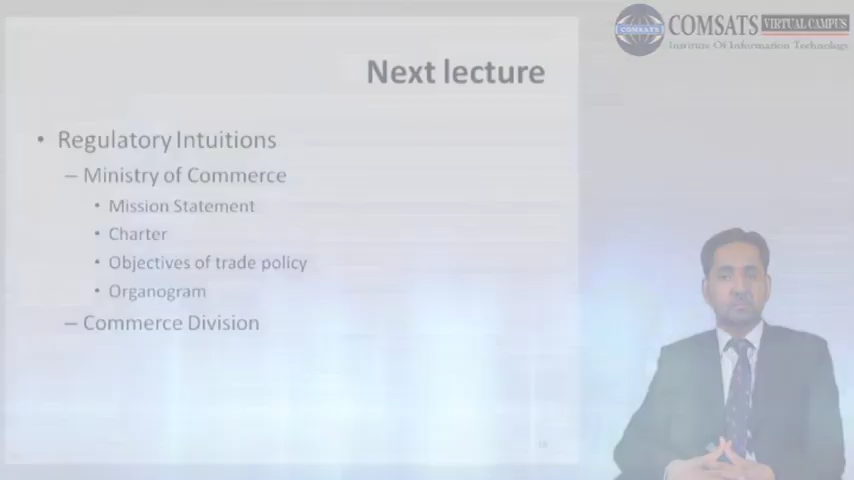 COMSATS VIRTUAL CAMPUS
COMSATS
Institute Of Information Technology
Next lecture
• Regulatory Intuitions
– Ministry of Commerce
• Mission Statement
• Charter
• Objectives of trade policy
• Organogram
– Commerce Division